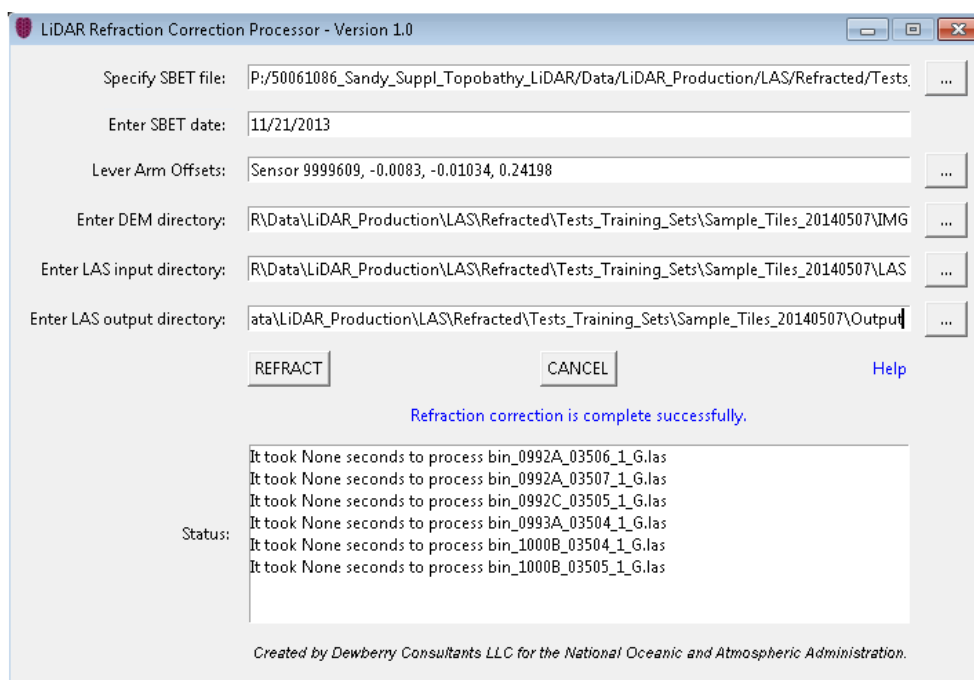 LiDAR Refraction Correction Processor - Version 1.0
Specify SBET file: P:/50061086_Sandy_Suppl_Topobathy_LiDAR/Data/LiDAR_Production/LAS/Refracted/Tests_ ...
Enter SBET date: 11/21/2013
Lever Arm Offsets: Sensor 9999609, -0.0083, -0.01034, 0.24198 ...
Enter DEM directory: R\Data\LiDAR_Production\LAS\Refracted\Tests_Training_Sets\Sample_Tiles_20140507\IMG ...
Enter LAS input directory: R\Data\LiDAR_Production\LAS\Refracted\Tests_Training_Sets\Sample_Tiles_20140507\LAS ...
Enter LAS output directory: ata\LiDAR_Production\LAS\Refracted\Tests_Training_Sets\Sample_Tiles_20140507\Output ...
REFRACT CANCEL Help
Refraction correction is complete successfully.
Status:
It took None seconds to process bin_0992A_03506_1_G.las
It took None seconds to process bin_0992A_03507_1_G.las
It took None seconds to process bin_0992C_03505_1_G.las
It took None seconds to process bin_0993A_03504_1_G.las
It took None seconds to process bin_1000B_03504_1_G.las
It took None seconds to process bin_1000B_03505_1_G.las
Created by Dewberry Consultants LLC for the National Oceanic and Atmospheric Administration.